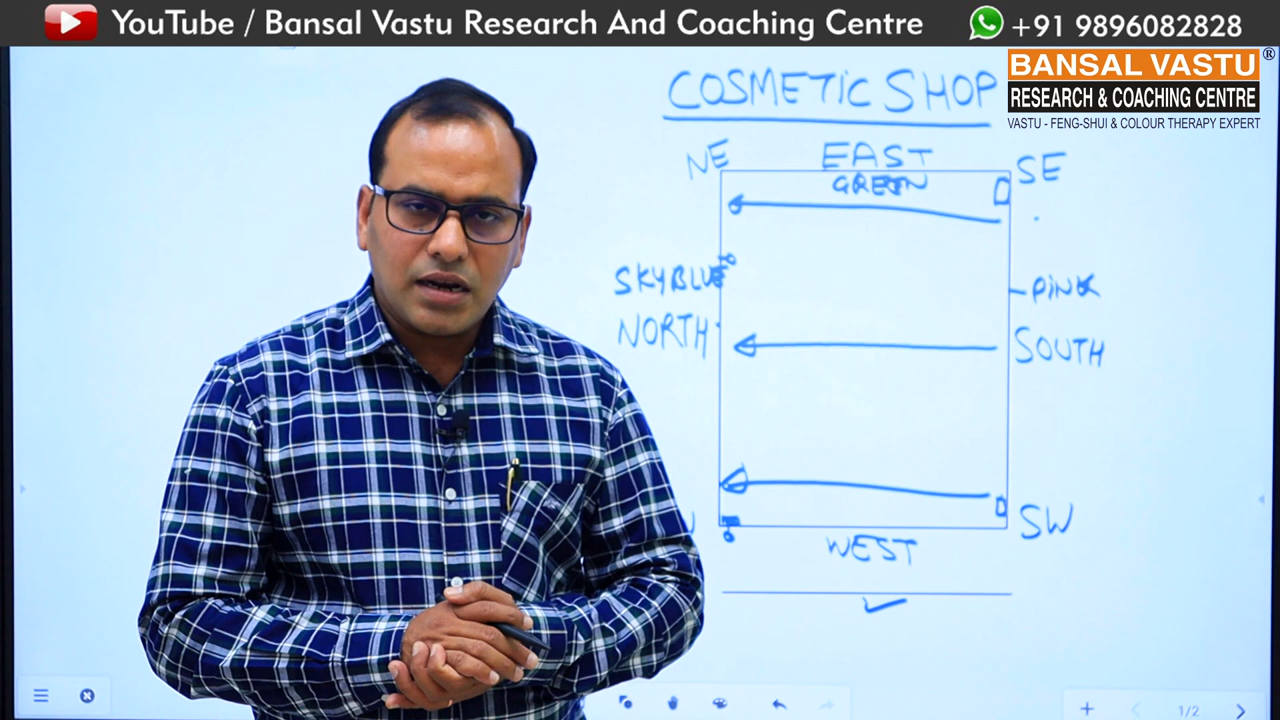 YouTube / Bansal Vastu Research And Coaching Centre
+91 9896082828
BANSAL VASTU®
RESEARCH & COACHING CENTRE
VASTU - FENG-SHUI & COLOUR THERAPY EXPERT
COSMETIC SHOP
NE EAST SE
GREEN
SKYBLUE PINK
NORTH SOUTH
W SW
WEST
1/2